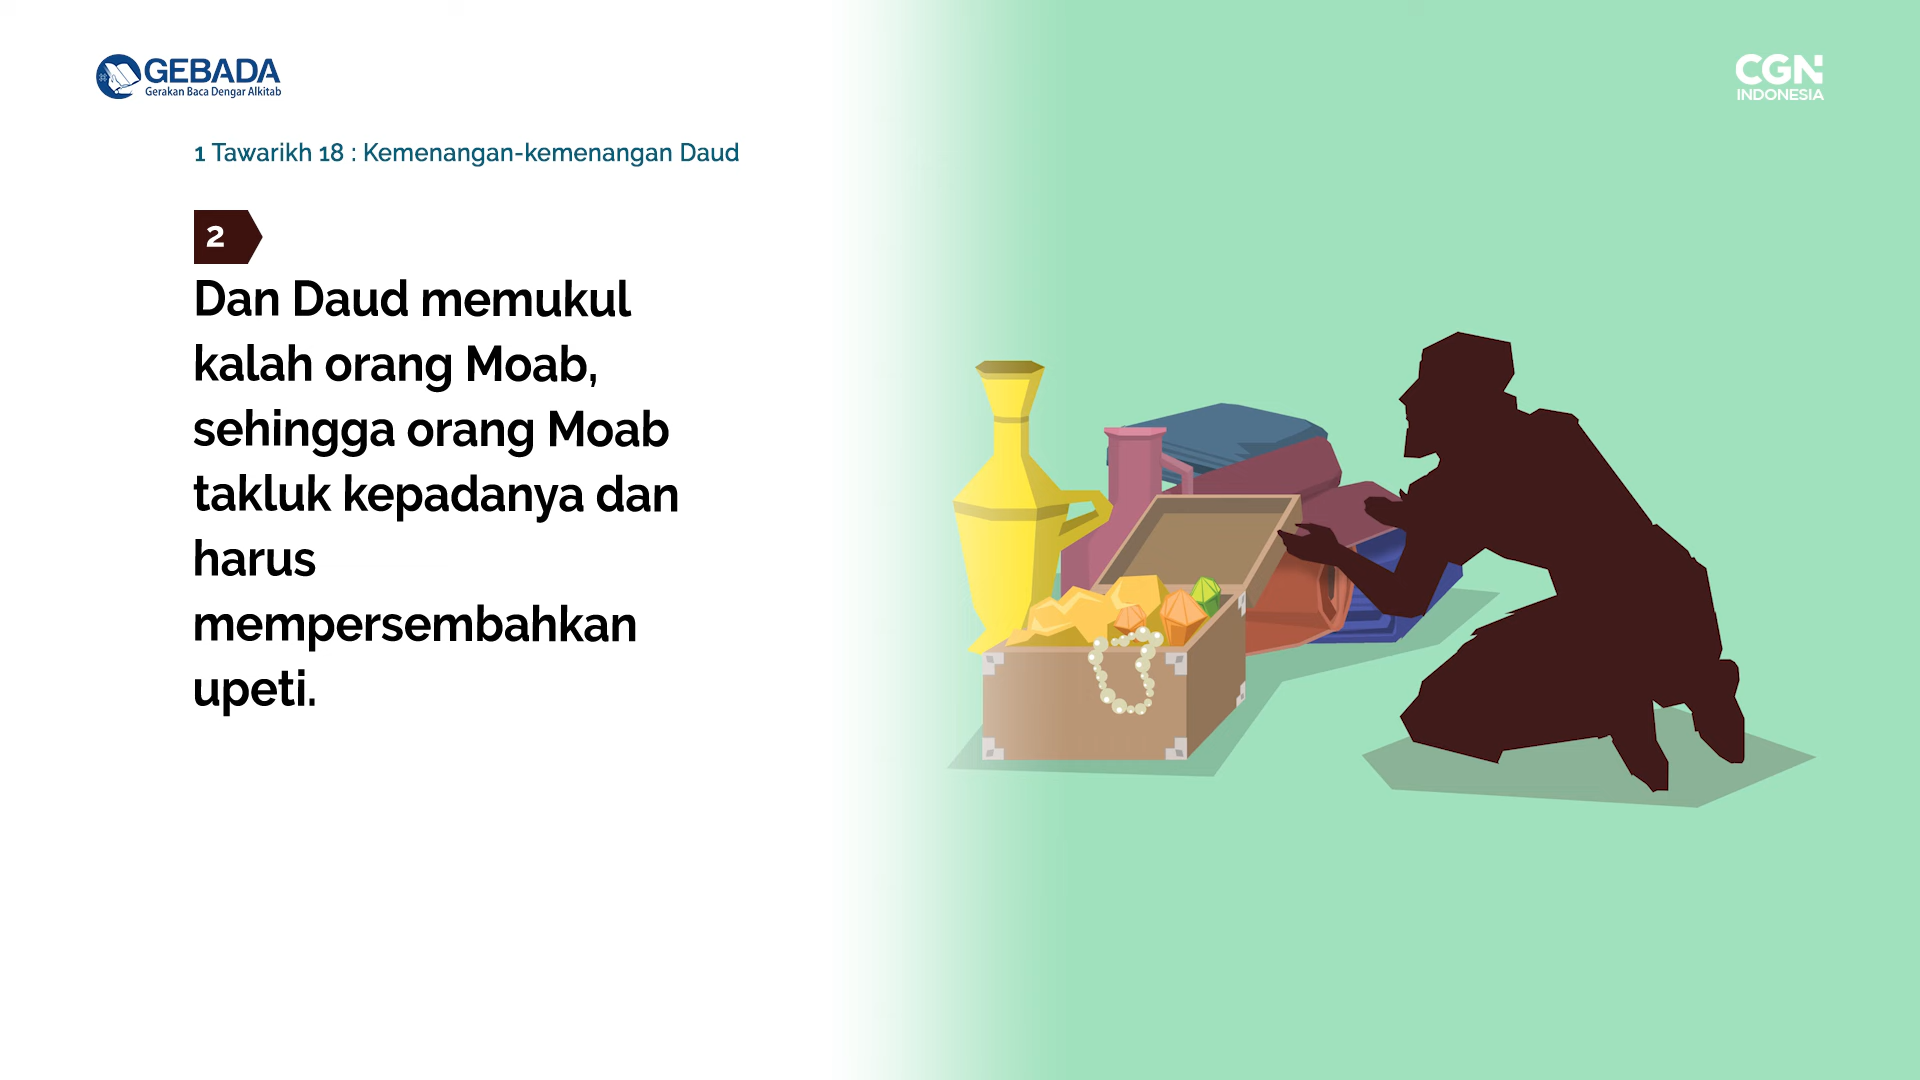 GEBADA
Gerakan Baca Dengar Alkitab
CGN
INDONESIA
1 Tawarikh 18 : Kemenangan-kemenangan Daud
2
Dan Daud memukul
kalah orang Moab,
sehingga orang Moab
takluk kepadanya dan
harus
mempersembahkan
upeti.